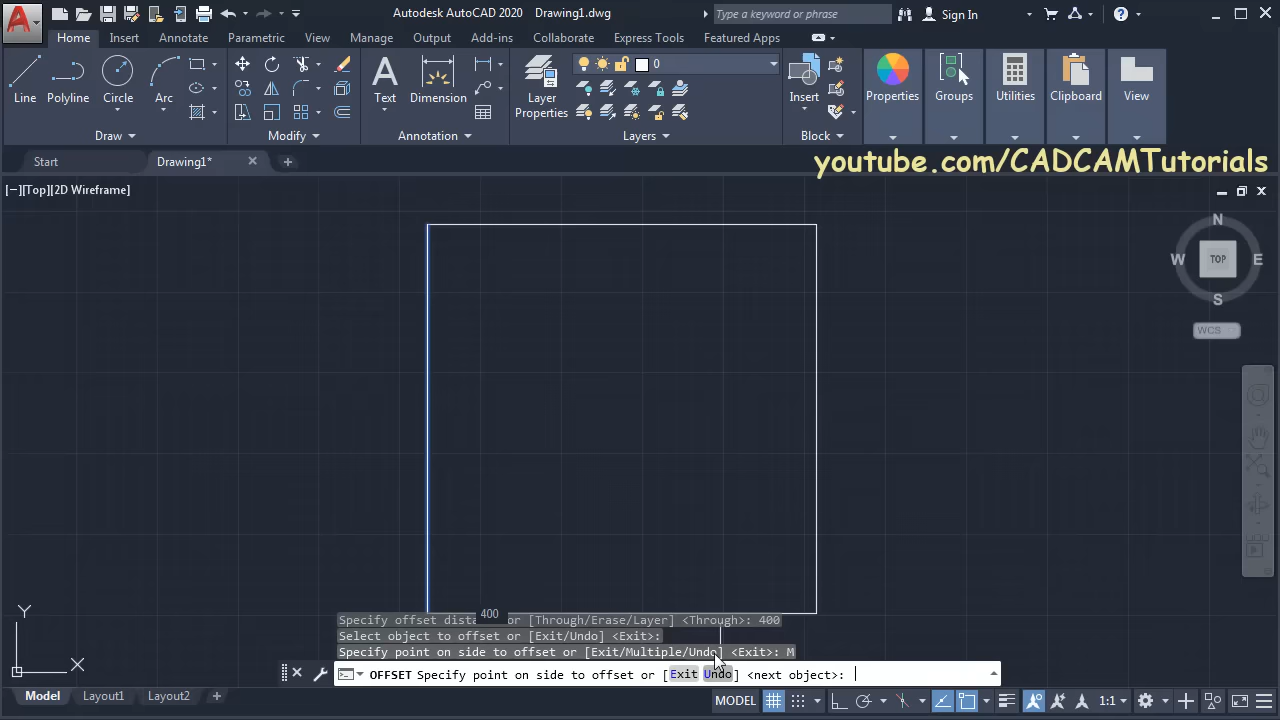 Autodesk AutoCAD 2020 Drawing1.dwg
Type a keyword or phrase
Sign In
Home Insert Annotate Parametric View Manage Output Add-ins Collaborate Express Tools Featured Apps
Line Polyline Circle Arc
Text Dimension
Layer Properties
0
Insert
Properties Groups Utilities Clipboard View
Draw Modify Annotation Layers Block
Start Drawing1*
youtube.com/CADCAMTutorials
[−][Top][2D Wireframe]
N
W TOP E
S
WCS
Y
X
400
Specify offset dista or [Through/Erase/Layer] <Through>: 400
Select object to offset or [Exit/Undo] <Exit>:
Specify point on side to offset or [Exit/Multiple/Undo] <Exit>: M
OFFSET Specify point on side to offset or [Exit Undo] <next object>:
Model Layout1 Layout2
MODEL 1:1